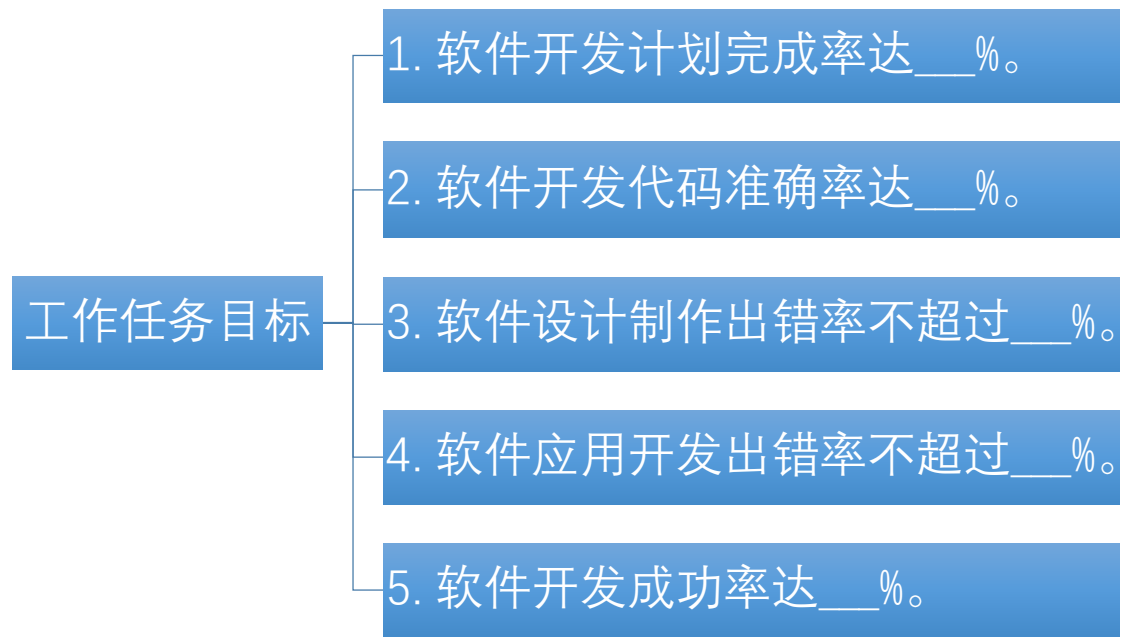 工作任务目标
1. 软件开发计划完成率达___%。
2. 软件开发代码准确率达___%。
3. 软件设计制作出错率不超过___%。
4. 软件应用开发出错率不超过___%。
5. 软件开发成功率达___%。